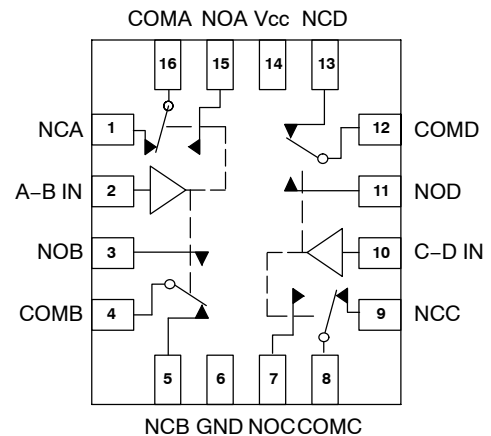 COMA NOA Vcc NCD
16 15 14 13
NCA 1 12 COMD
A–B IN 2 11 NOD
NOB 3 10 C–D IN
COMB 4 9 NCC
5 6 7 8
NCB GND NOC COMC